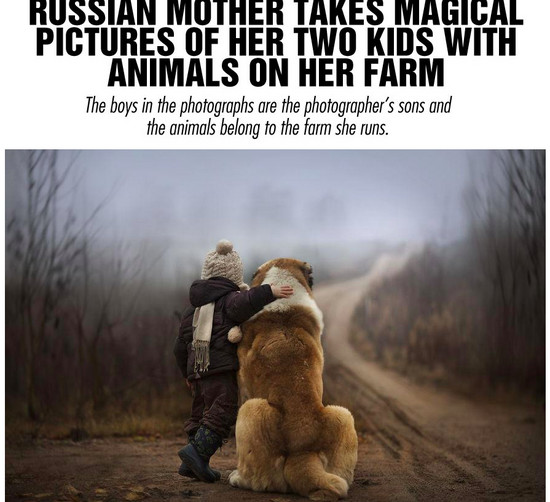 RUSSIAN MOTHER TAKES MAGICAL
PICTURES OF HER TWO KIDS WITH
ANIMALS ON HER FARM
The boys in the photographs are the photographer's sons and
the animals belong to the farm she runs.